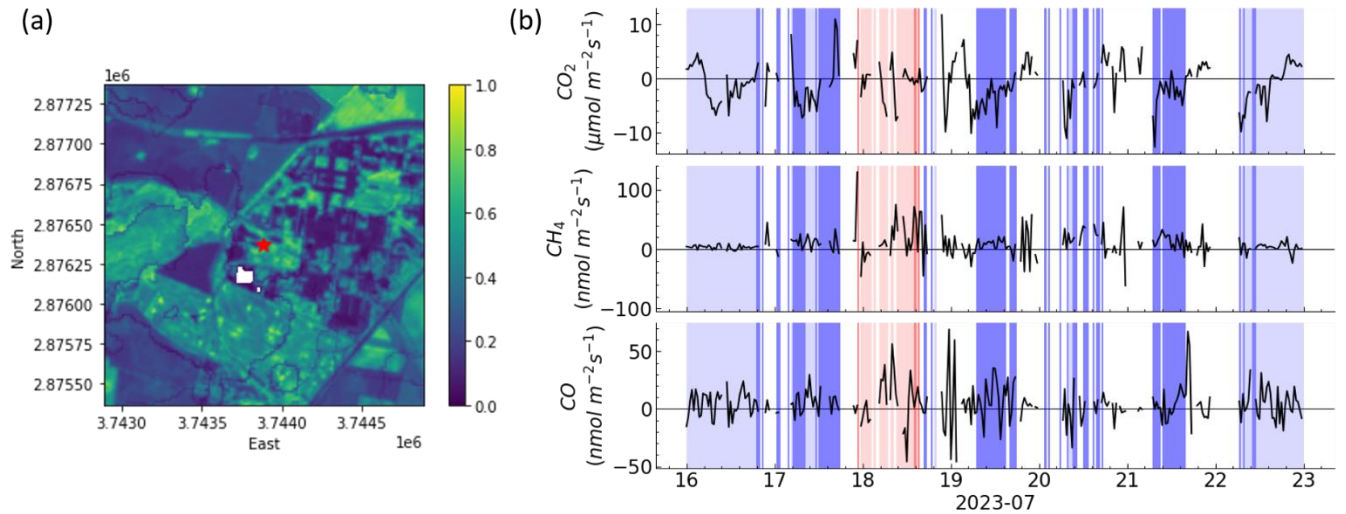 (a)
1e6
2.87725
2.87700
2.87675
2.87650
2.87625
2.87600
2.87575
2.87550
North
3.7430 3.7435 3.7440 3.7445
East
1e6
1.0
0.8
0.6
0.4
0.2
0.0
(b)
10
0
−10
CO₂
(μmol m⁻²s⁻¹)
100
0
−100
CH₄
(nmol m⁻²s⁻¹)
50
0
−50
CO
(nmol m⁻²s⁻¹)
16 17 18 19 20 21 22 23
2023-07